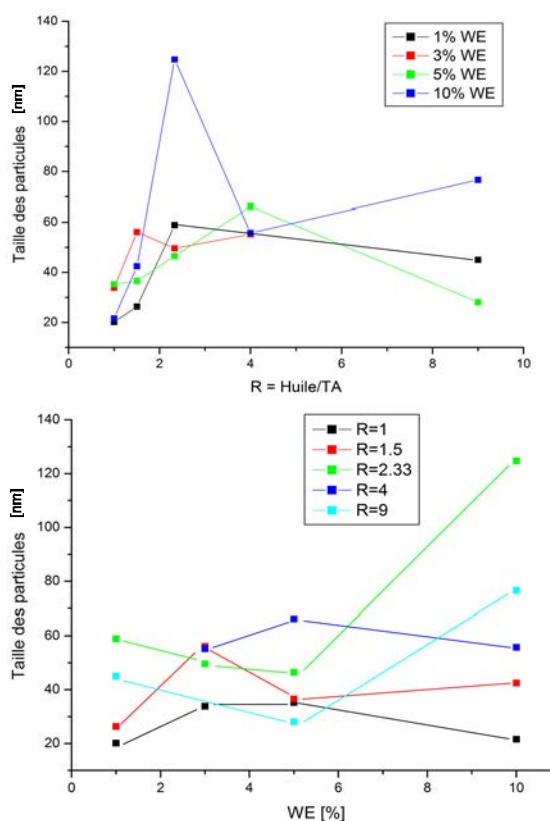 140
120
100
80
60
40
20
Taille des particules [nm]
1% WE
3% WE
5% WE
10% WE
0 2 4 6 8 10
R = Huile/TA
140
120
100
80
60
40
20
Taille des particules [nm]
R=1
R=1.5
R=2.33
R=4
R=9
0 2 4 6 8 10
WE [%]